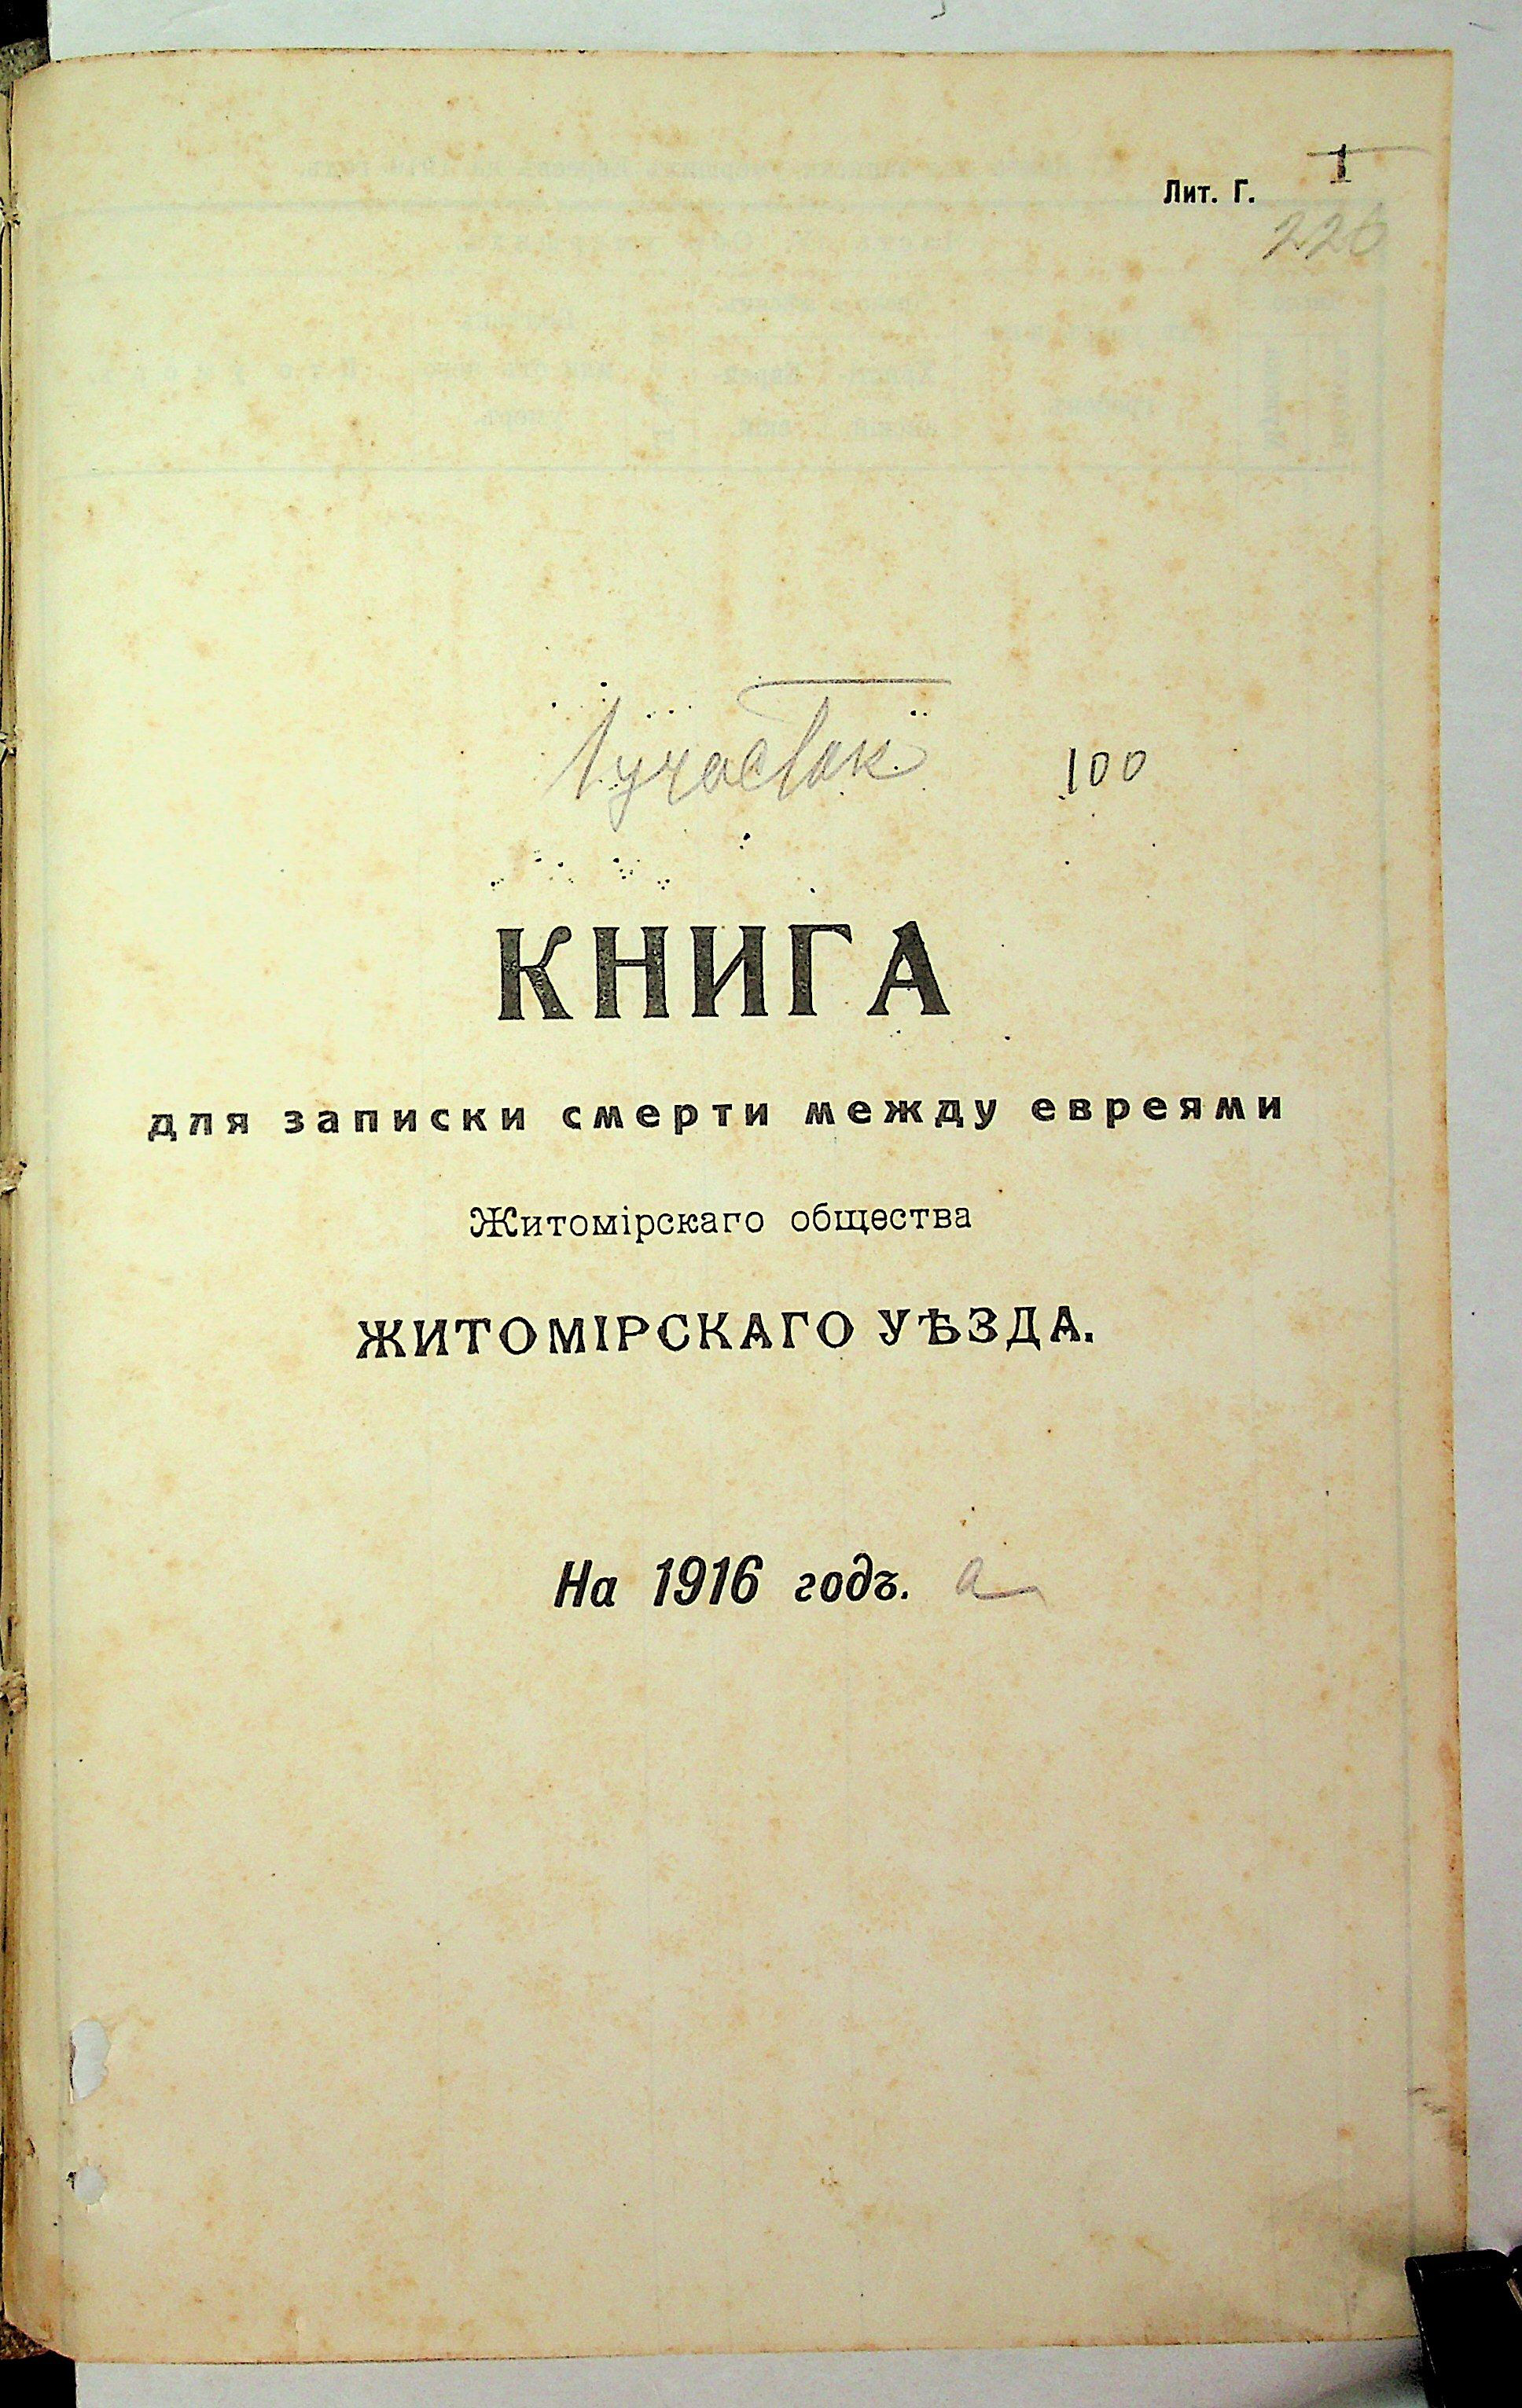 Лит. Г. 1
226
1 участок 100
КНИГА
для записки смерти между евреями
Житомірскаго общества
ЖИТОМІРСКАГО УѢЗДА.
На 1916 годъ. а